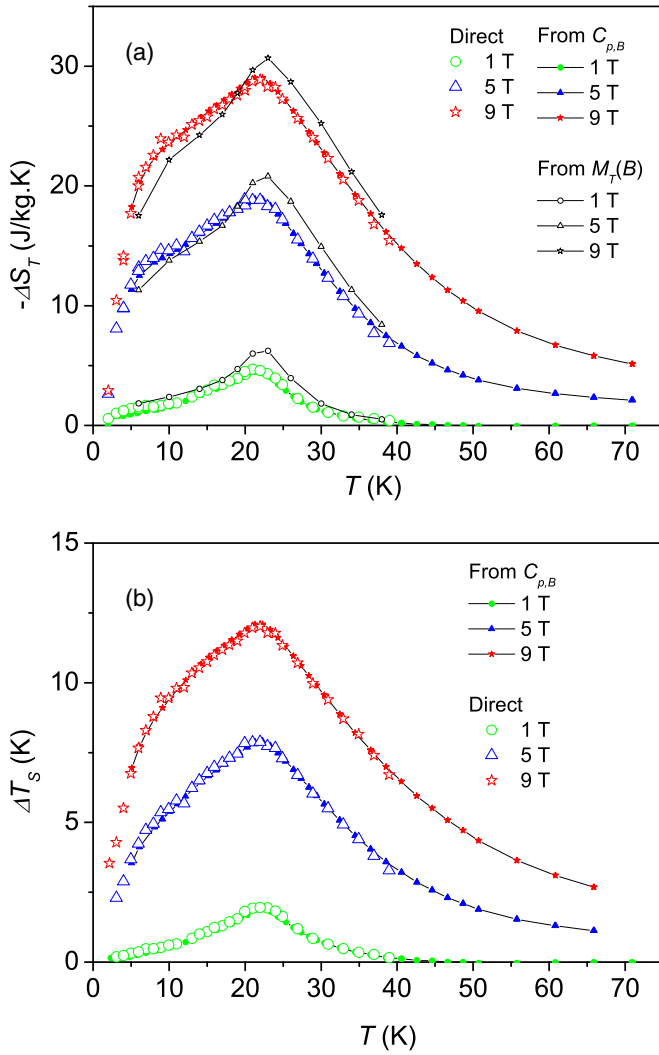 (a)
Direct
1 T
5 T
9 T
From C_{p,B}
1 T
5 T
9 T
From M_T(B)
1 T
5 T
9 T
-ΔS_T (J/kg.K)
30
20
10
0
0 10 20 30 40 50 60 70
T (K)
(b)
From C_{p,B}
1 T
5 T
9 T
Direct
1 T
5 T
9 T
ΔT_S (K)
15
10
5
0
0 10 20 30 40 50 60 70
T (K)